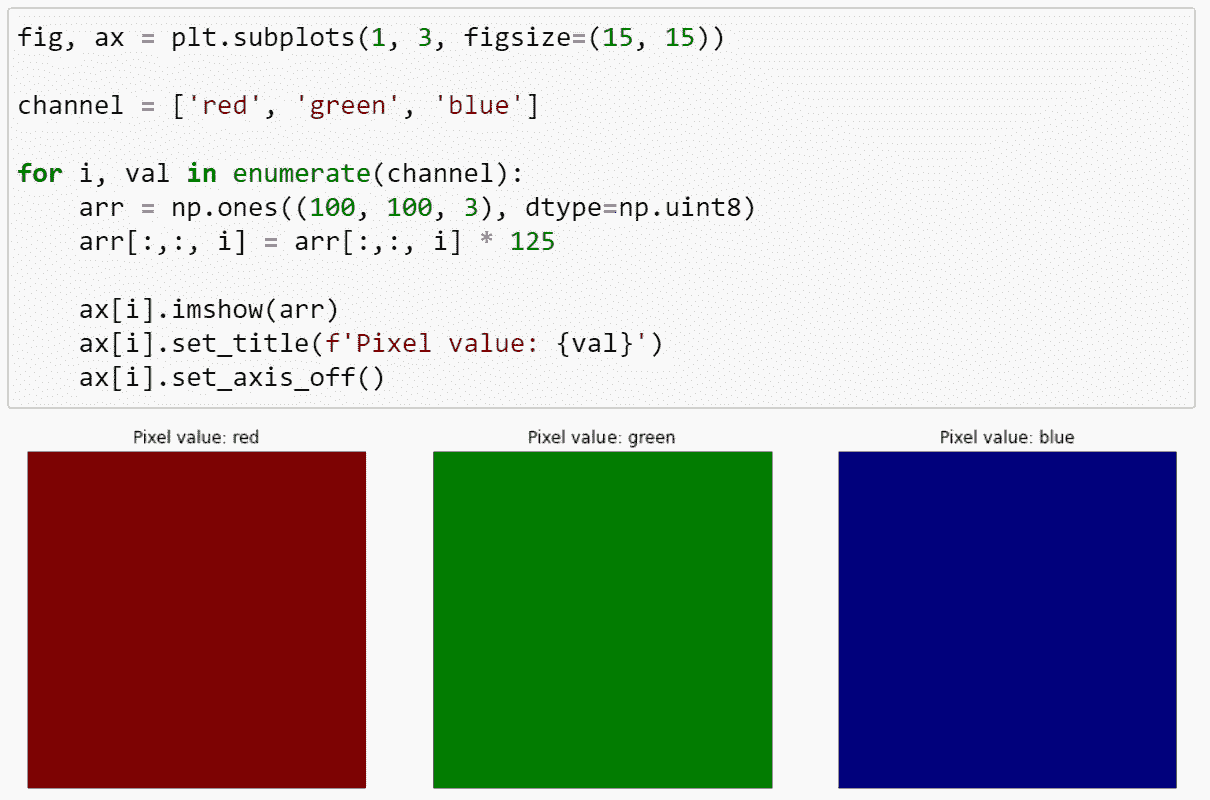 fig, ax = plt.subplots(1, 3, figsize=(15, 15))
channel = ['red', 'green', 'blue']
for i, val in enumerate(channel):
    arr = np.ones((100, 100, 3), dtype=np.uint8)
    arr[:,:, i] = arr[:,:, i] * 125
    ax[i].imshow(arr)
    ax[i].set_title(f'Pixel value: {val}')
    ax[i].set_axis_off()
Pixel value: red
Pixel value: green
Pixel value: blue